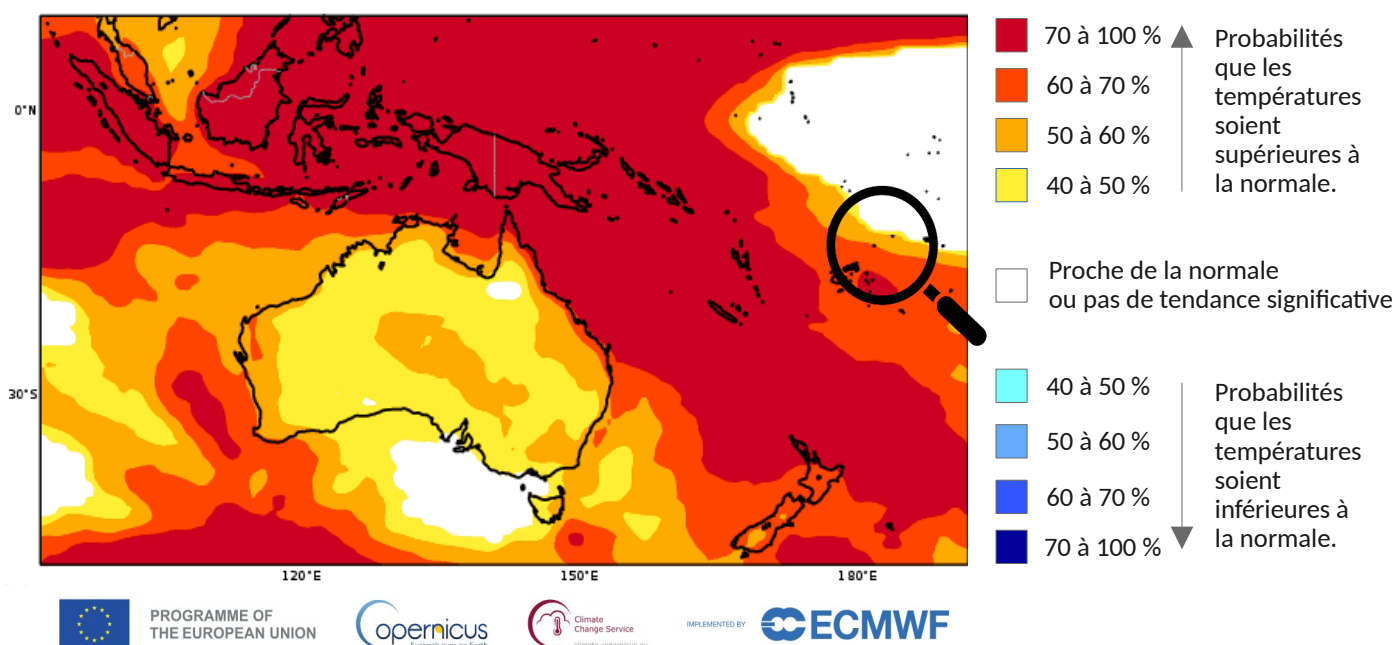 0°N
30°S
120°E
150°E
180°E
70 à 100 %
60 à 70 %
50 à 60 %
40 à 50 %
Probabilités
que les
températures
soient
supérieures à
la normale.
Proche de la normale
ou pas de tendance significative
40 à 50 %
50 à 60 %
60 à 70 %
70 à 100 %
Probabilités
que les
températures
soient
inférieures à
la normale.
PROGRAMME OF
THE EUROPEAN UNION
opernicus
Climate
Change Service
IMPLEMENTED BY
ECMWF